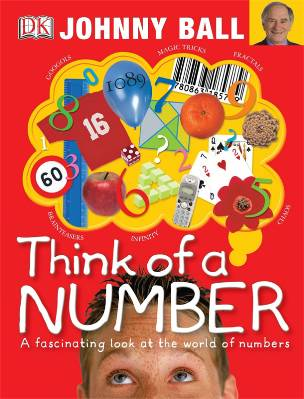 DK
JOHNNY BALL
GOOGOLS
MAGIC TRICKS
FRACTALS
1089
16
60
BRAINTEASERS
INFINITY
CHAOS
Think of a
NUMBER
A fascinating look at the world of numbers